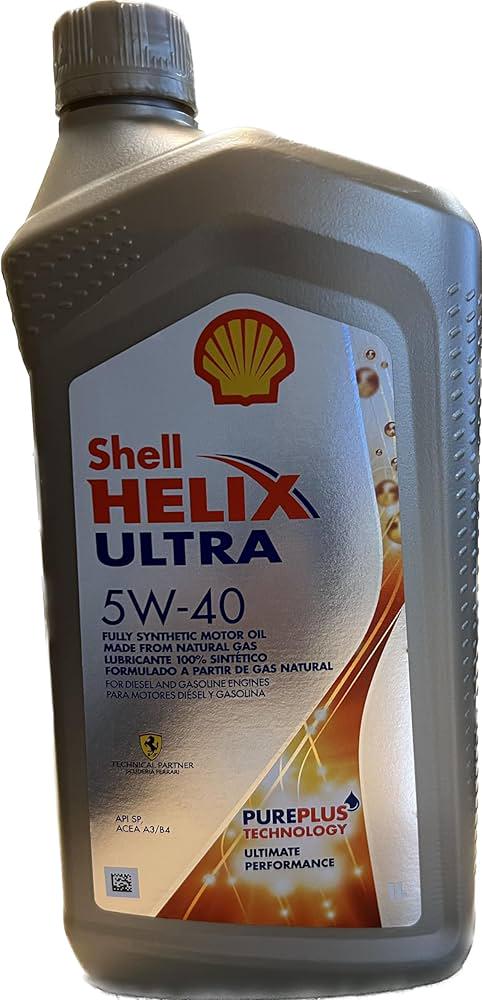 Shell
HELIX
ULTRA
5W-40
FULLY SYNTHETIC MOTOR OIL
MADE FROM NATURAL GAS
LUBRICANTE 100% SINTÉTICO
FORMULADO A PARTIR DE GAS NATURAL
FOR DIESEL AND GASOLINE ENGINES
PARA MOTORES DIÉSEL Y GASOLINA
TECHNICAL PARTNER
SCUDERIA FERRARI
API SP,
ACEA A3/B4
PUREPLUS
TECHNOLOGY
ULTIMATE
PERFORMANCE
1L